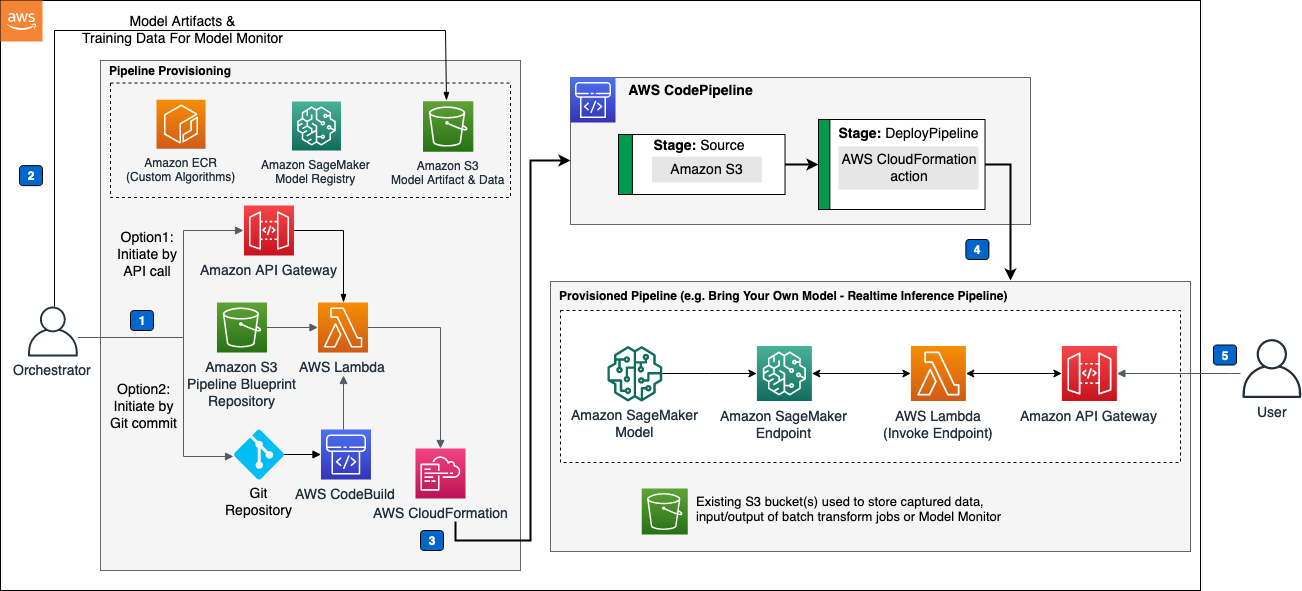 aws
Model Artifacts &
Training Data For Model Monitor
Pipeline Provisioning
Amazon ECR
(Custom Algorithms)
Amazon SageMaker
Model Registry
Amazon S3
Model Artifact & Data
2
Option1:
Initiate by
API call
Amazon API Gateway
1
Orchestrator
Amazon S3
Pipeline Blueprint
Repository
AWS Lambda
Option2:
Initiate by
Git commit
Git
Repository
AWS CodeBuild
AWS CloudFormation
3
AWS CodePipeline
Stage: Source
Amazon S3
Stage: DeployPipeline
AWS CloudFormation
action
4
Provisioned Pipeline (e.g. Bring Your Own Model - Realtime Inference Pipeline)
Amazon SageMaker
Model
Amazon SageMaker
Endpoint
AWS Lambda
(Invoke Endpoint)
Amazon API Gateway
5
User
Existing S3 bucket(s) used to store captured data,
input/output of batch transform jobs or Model Monitor